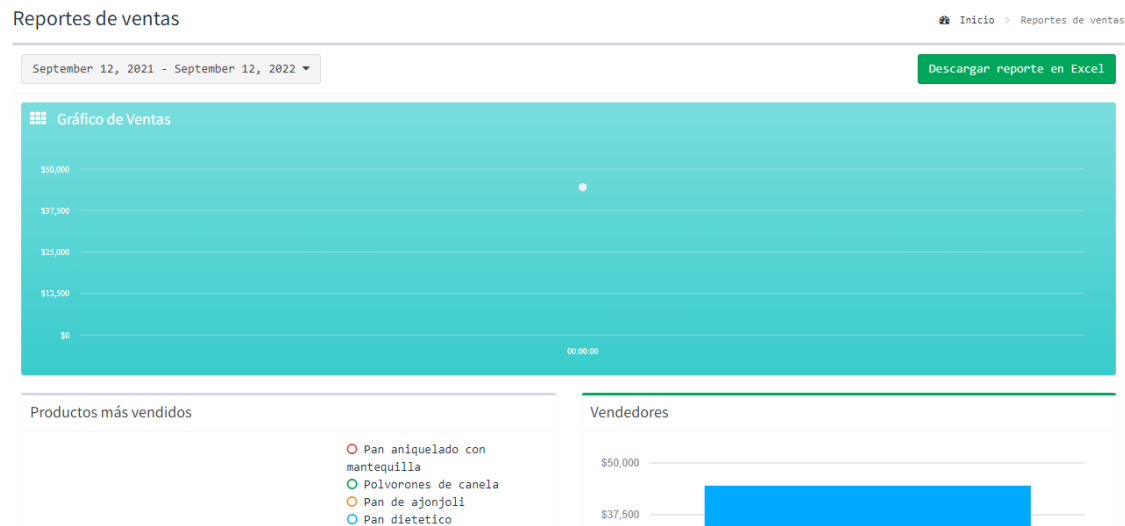 Reportes de ventas
Inicio > Reportes de ventas
September 12, 2021 - September 12, 2022
Descargar reporte en Excel
Gráfico de Ventas
$50,000
$37,500
$25,000
$12,500
$0
00:00:00
Productos más vendidos
Pan aniquelado con
mantequilla
Polvorones de canela
Pan de ajonjoli
Pan dietetico
Vendedores
$50,000
$37,500